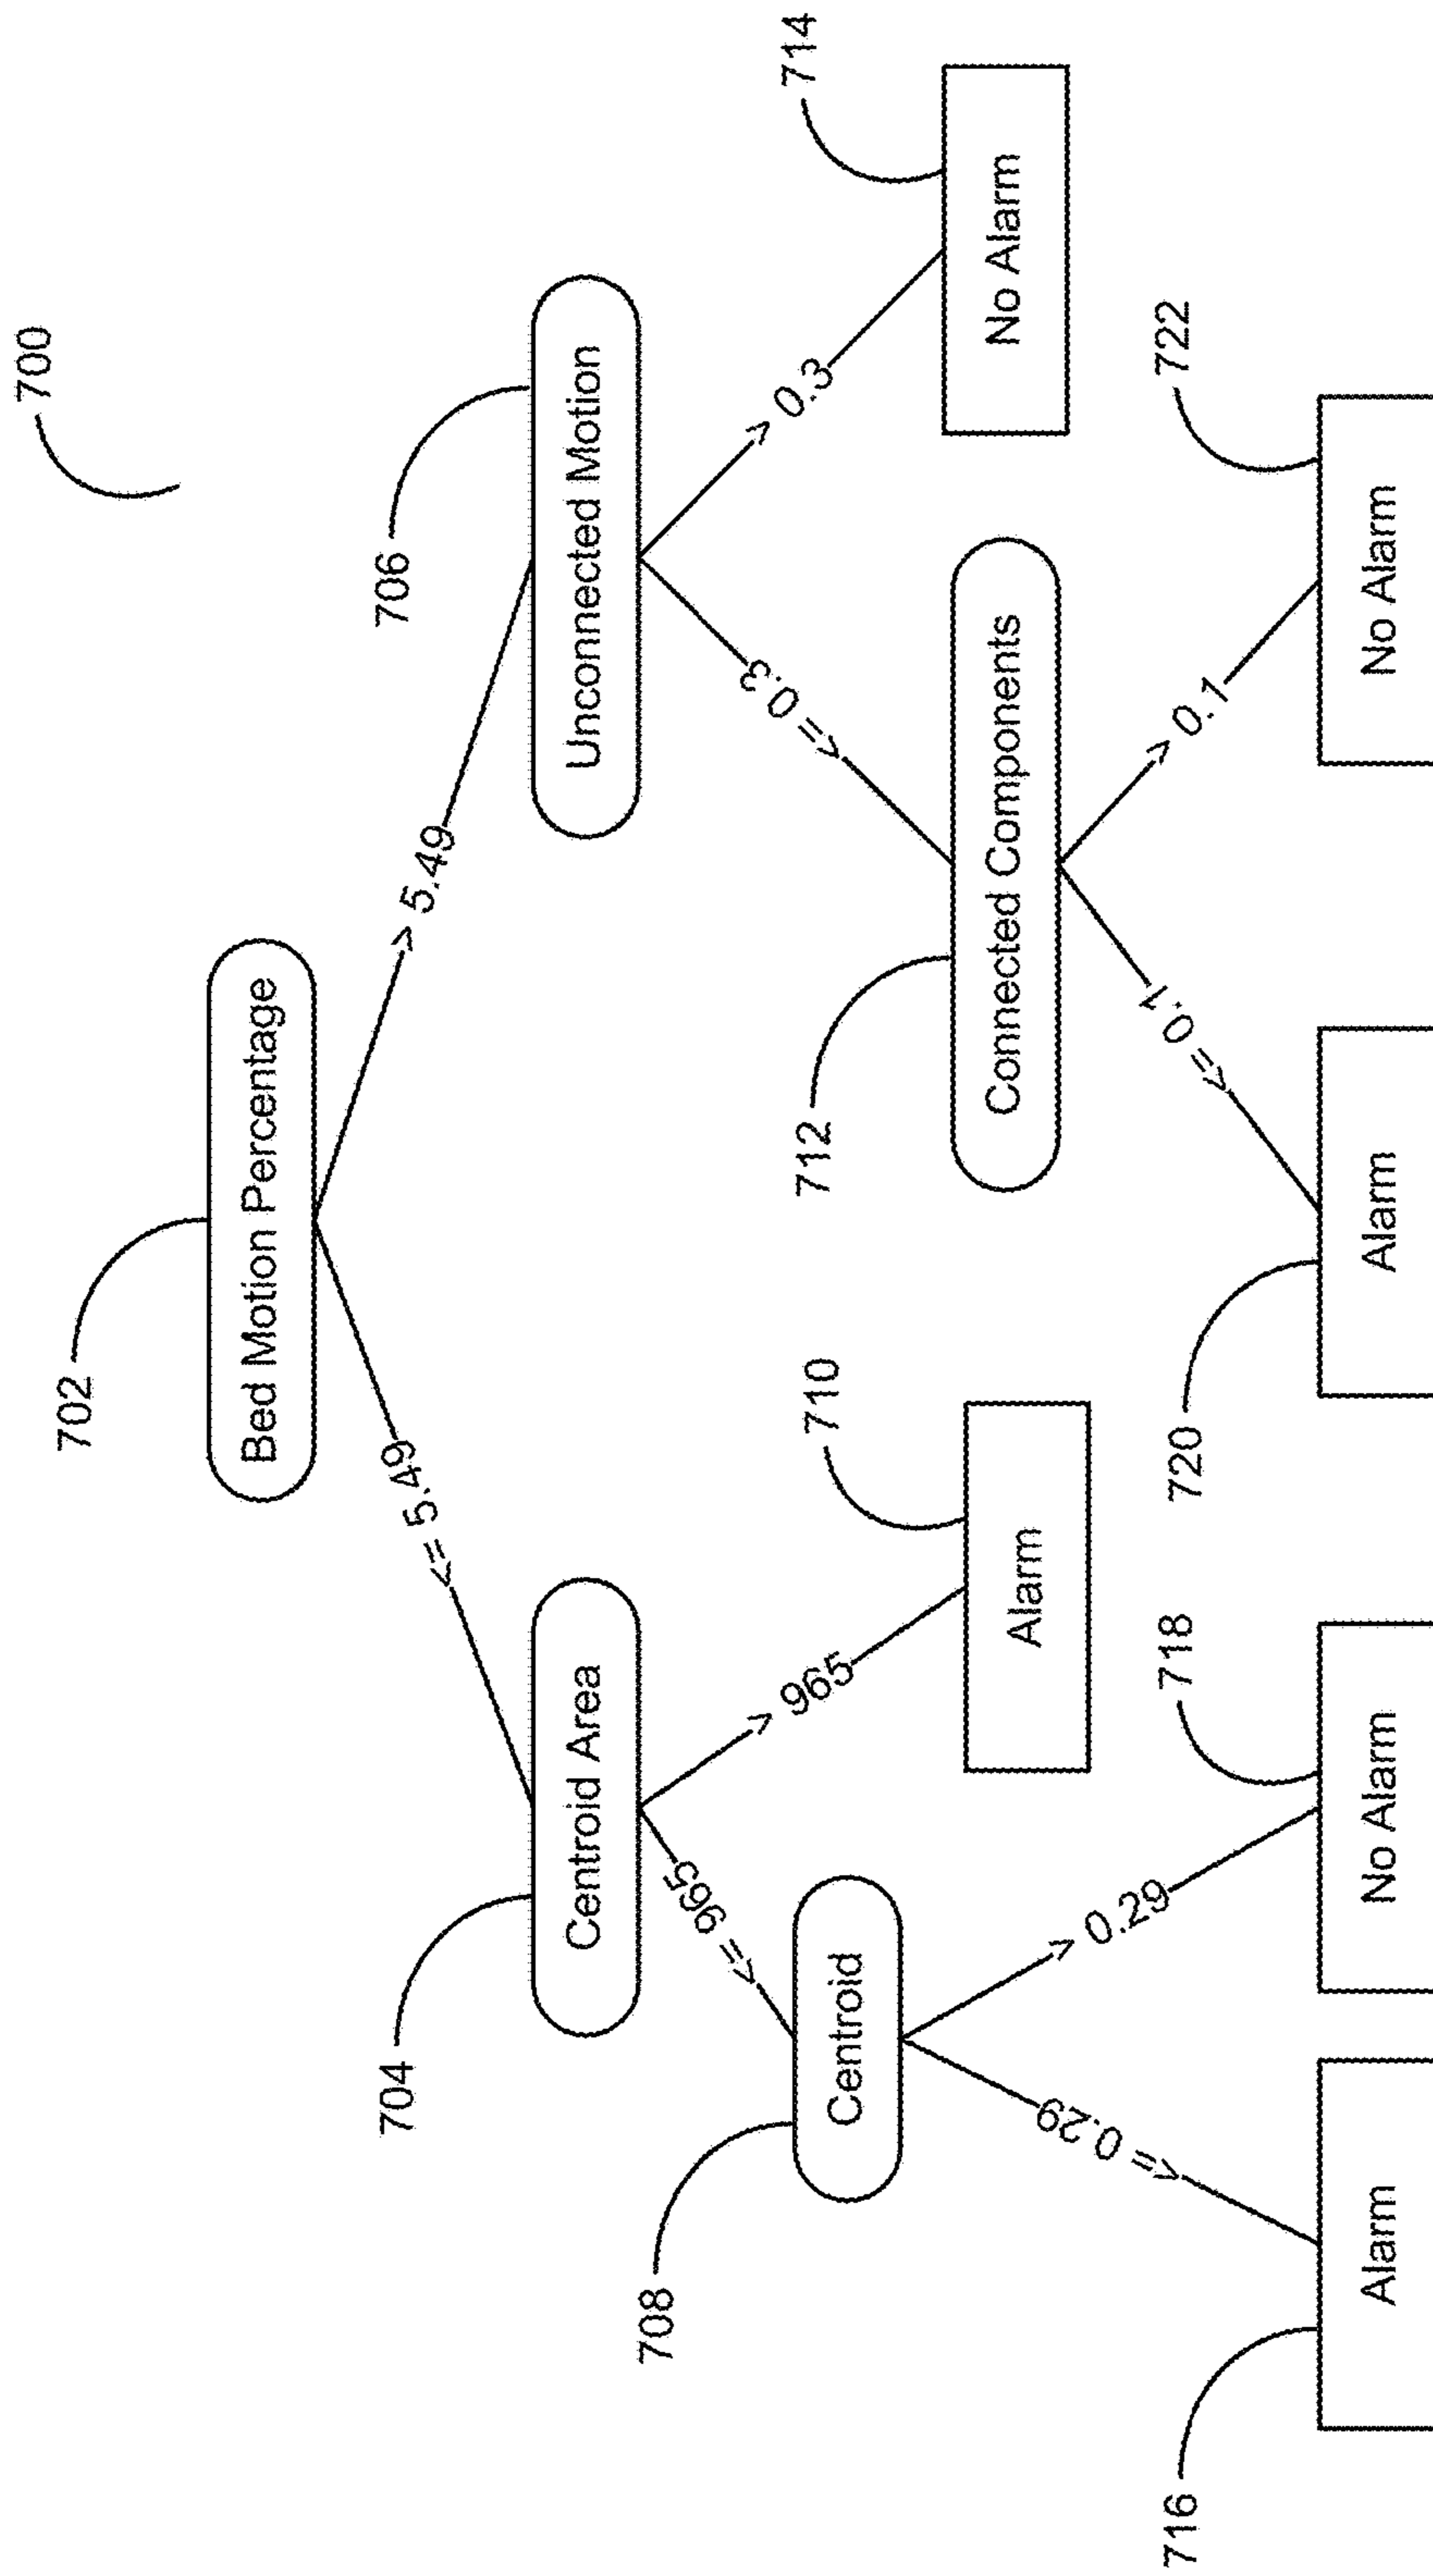 700
702
Bed Motion Percentage
<= 5.49
> 5.49
704
Centroid Area
706
Unconnected Motion
<= 965
> 965
<= 0.3
> 0.3
708
Centroid
710
Alarm
712
Connected Components
714
No Alarm
<= 0.29
> 0.29
<= 0.1
> 0.1
716
Alarm
718
No Alarm
720
Alarm
722
No Alarm